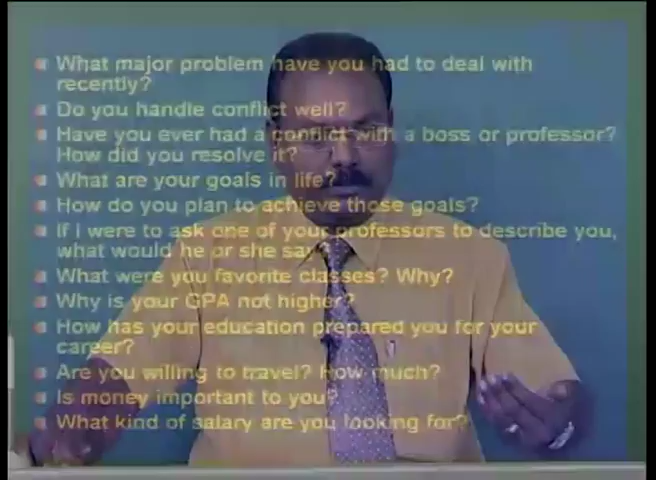 What major problem have you had to deal with
recently?
Do you handle conflict well?
Have you ever had a conflict with a boss or professor?
How did you resolve it?
What are your goals in life?
How do you plan to achieve those goals?
If I were to ask one of your professors to describe you,
what would he or she say?
What were you favorite classes? Why?
Why is your GPA not higher?
How has your education prepared you for your
career?
Are you willing to travel? How much?
Is money important to you?
What kind of salary are you looking for?